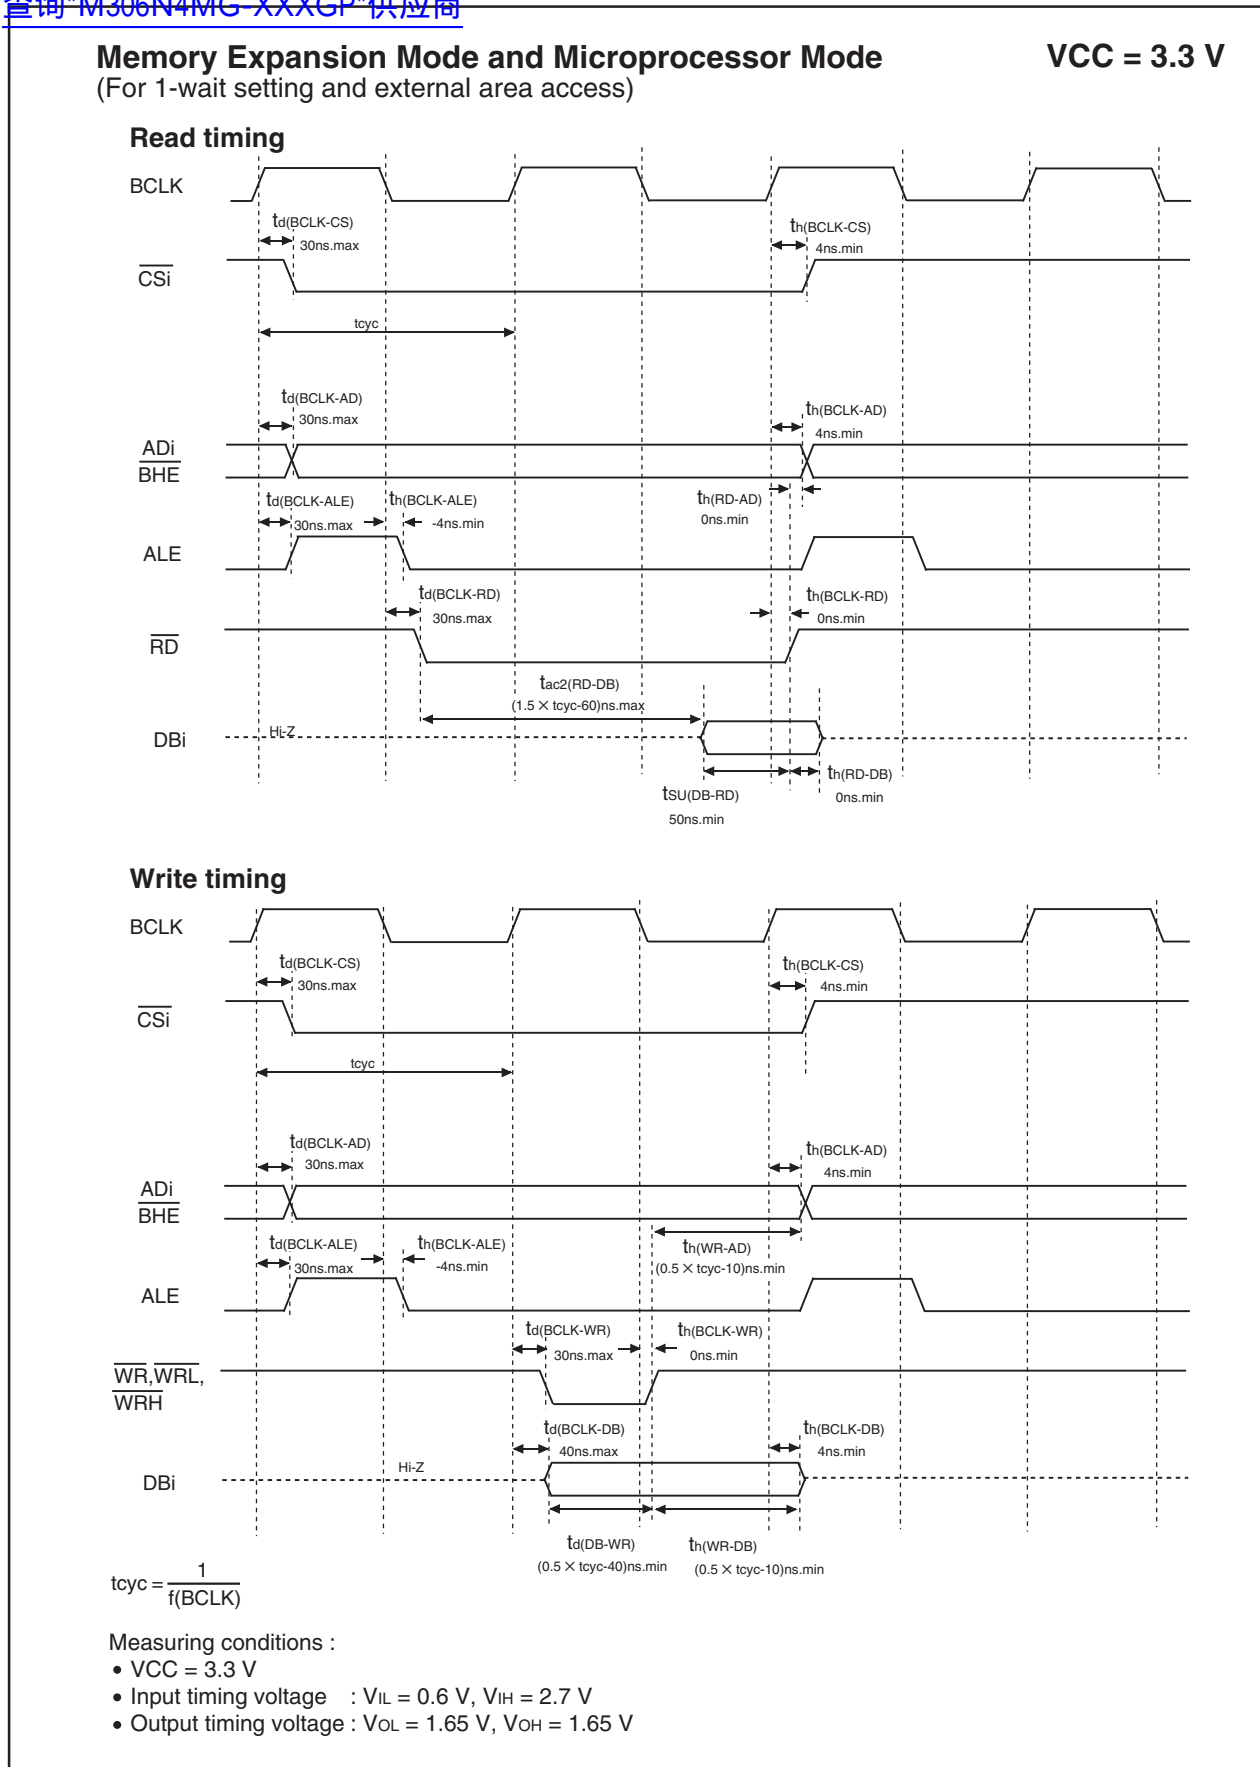 查询"M306N4MG-XXXGP"供应商
Memory Expansion Mode and Microprocessor Mode
VCC = 3.3 V
(For 1-wait setting and external area access)
Read timing
BCLK
td(BCLK-CS)
30ns.max
th(BCLK-CS)
4ns.min
CSi
tcyc
td(BCLK-AD)
30ns.max
th(BCLK-AD)
4ns.min
ADi
BHE
td(BCLK-ALE)
30ns.max
th(BCLK-ALE)
-4ns.min
th(RD-AD)
0ns.min
ALE
td(BCLK-RD)
30ns.max
th(BCLK-RD)
0ns.min
RD
tac2(RD-DB)
(1.5 × tcyc-60)ns.max
DBi
Hi-Z
tSU(DB-RD)
50ns.min
th(RD-DB)
0ns.min
Write timing
BCLK
td(BCLK-CS)
30ns.max
th(BCLK-CS)
4ns.min
CSi
tcyc
td(BCLK-AD)
30ns.max
th(BCLK-AD)
4ns.min
ADi
BHE
td(BCLK-ALE)
30ns.max
th(BCLK-ALE)
-4ns.min
th(WR-AD)
(0.5 × tcyc-10)ns.min
ALE
td(BCLK-WR)
30ns.max
th(BCLK-WR)
0ns.min
WR,WRL,
WRH
td(BCLK-DB)
40ns.max
th(BCLK-DB)
4ns.min
DBi
Hi-Z
td(DB-WR)
(0.5 × tcyc-40)ns.min
th(WR-DB)
(0.5 × tcyc-10)ns.min
tcyc = 1
f(BCLK)
Measuring conditions :
• VCC = 3.3 V
• Input timing voltage : VIL = 0.6 V, VIH = 2.7 V
• Output timing voltage : VOL = 1.65 V, VOH = 1.65 V